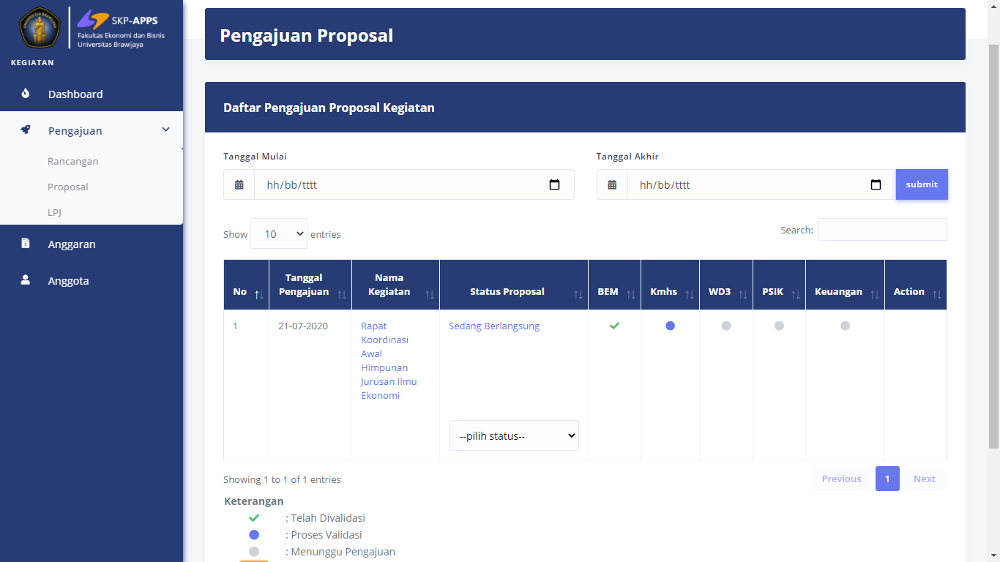 UNIVERSITAS BRAWIJAYA
SKP-APPS
Fakultas Ekonomi dan Bisnis
Universitas Brawijaya
KEGIATAN
Dashboard
Pengajuan
Rancangan
Proposal
LPJ
Anggaran
Anggota
Pengajuan Proposal
Daftar Pengajuan Proposal Kegiatan
Tanggal Mulai
Tanggal Akhir
hh/bb/tttt
hh/bb/tttt
submit
Show 10 entries
Search:
No Tanggal Pengajuan Nama Kegiatan Status Proposal BEM Kmhs WD3 PSIK Keuangan Action
1 21-07-2020
Rapat
Koordinasi
Awal
Himpunan
Jurusan Ilmu
Ekonomi
Sedang Berlangsung
--pilih status--
Showing 1 to 1 of 1 entries
Previous 1 Next
Keterangan
: Telah Divalidasi
: Proses Validasi
: Menunggu Pengajuan